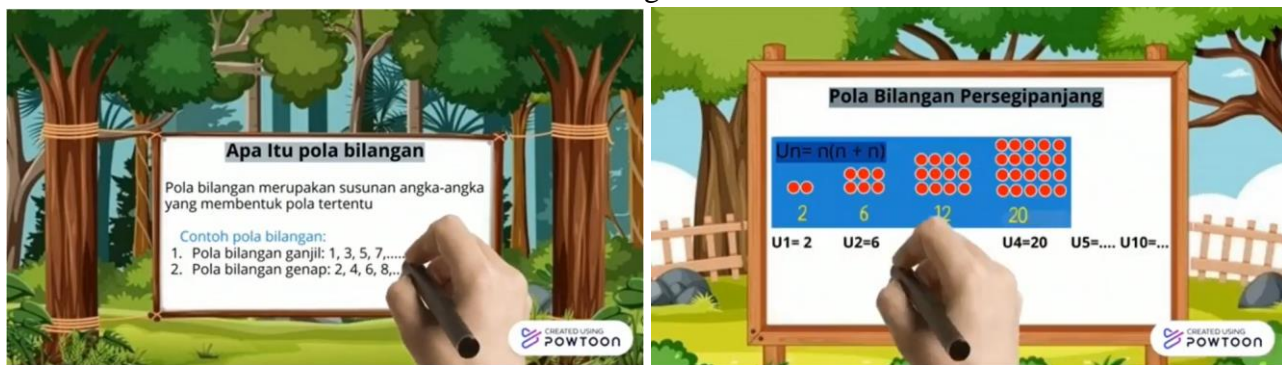 Apa Itu pola bilangan
Pola bilangan merupakan susunan angka-angka
yang membentuk pola tertentu
Contoh pola bilangan:
1. Pola bilangan ganjil: 1, 3, 5, 7,.....
2. Pola bilangan genap: 2, 4, 6, 8,..
CREATED USING
POWTOON
Pola Bilangan Persegipanjang
Un= n(n + n)
2 6 12 20
U1= 2 U2=6 U4=20 U5=.... U10=...
CREATED USING
POWTOON